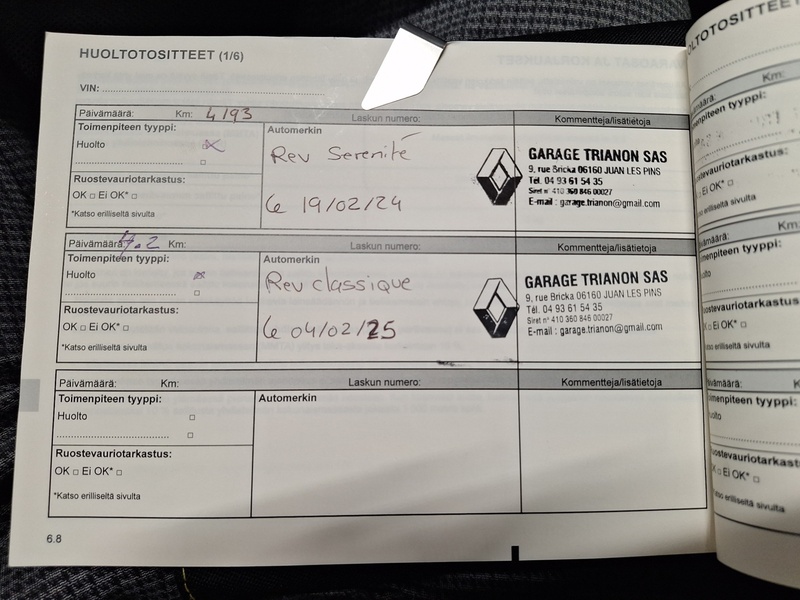 HUOLTOTOSITTEET (1/6)
VIN:
Päivämäärä: Km: 4193 Laskun numero: Kommentteja/lisätietoja
Toimenpiteen tyyppi:
Huolto
Ruostevauriotarkastus:
OK □ Ei OK* □
*Katso erilliseltä sivulta
Automerkin
Rev Serenité
Le 19/02/24
GARAGE TRIANON SAS
9, rue Bricka 06160 JUAN LES PINS
Tél. 04 93 61 54 35
Siret n° 410 360 846 00027
E-mail : garage.trianon@gmail.com
Päivämäärä: Km: Laskun numero: Kommentteja/lisätietoja
Toimenpiteen tyyppi:
Huolto
Ruostevauriotarkastus:
OK □ Ei OK* □
*Katso erilliseltä sivulta
Automerkin
Rev classique
Le 04/02/25
GARAGE TRIANON SAS
9, rue Bricka 06160 JUAN LES PINS
Tél. 04 93 61 54 35
Siret n° 410 360 846 00027
E-mail : garage.trianon@gmail.com
Päivämäärä: Km: Laskun numero: Kommentteja/lisätietoja
Toimenpiteen tyyppi:
Huolto □
□
Ruostevauriotarkastus:
OK □ Ei OK* □
*Katso erilliseltä sivulta
Automerkin
6.8